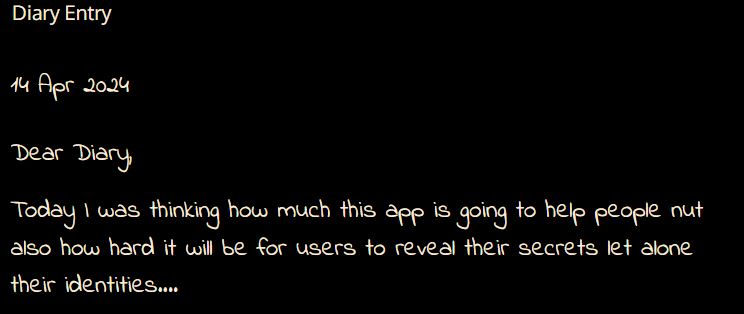 Diary Entry
14 Apr 2024
Dear Diary,
Today I was thinking how much this app is going to help people nut
also how hard it will be for users to reveal their secrets let alone
their identities....